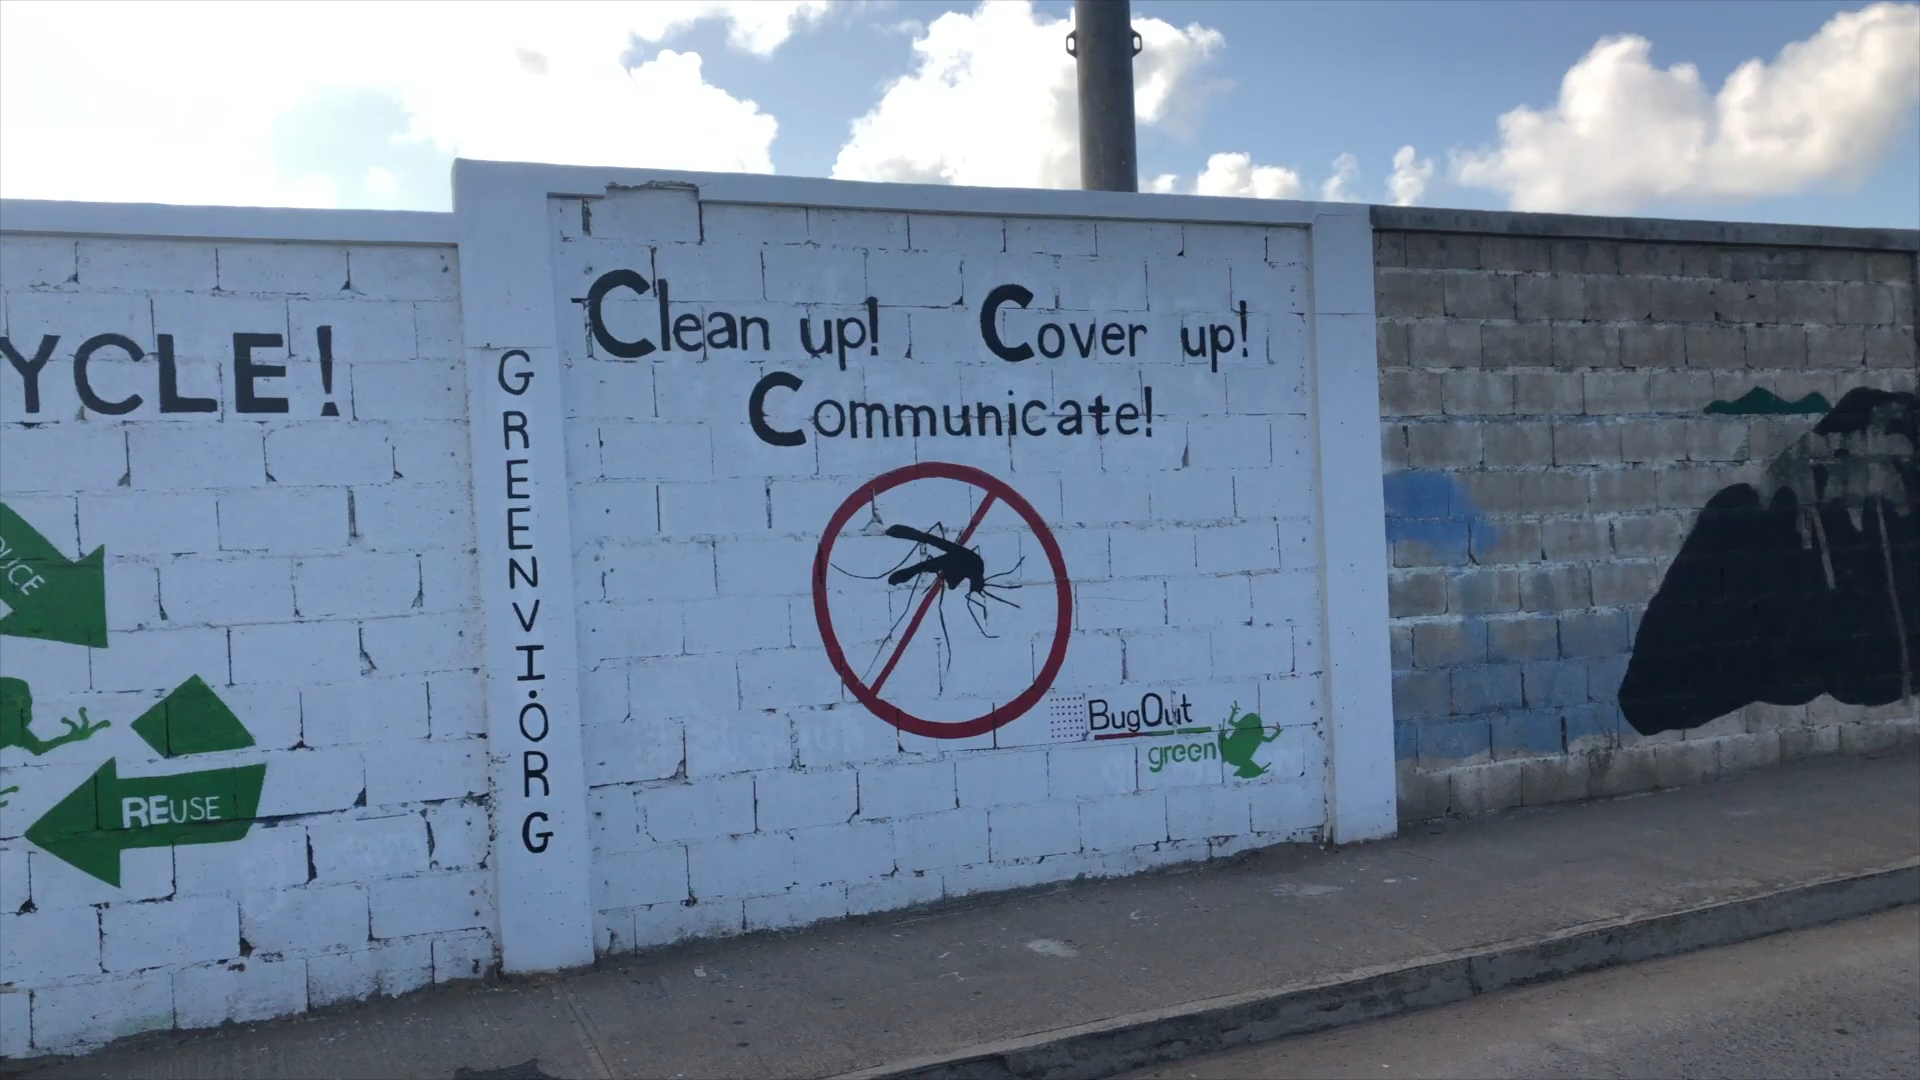 YCLE!
UCE
REUSE
GREENVI.ORG
Clean up! Cover up!
Communicate!
BugOut
green